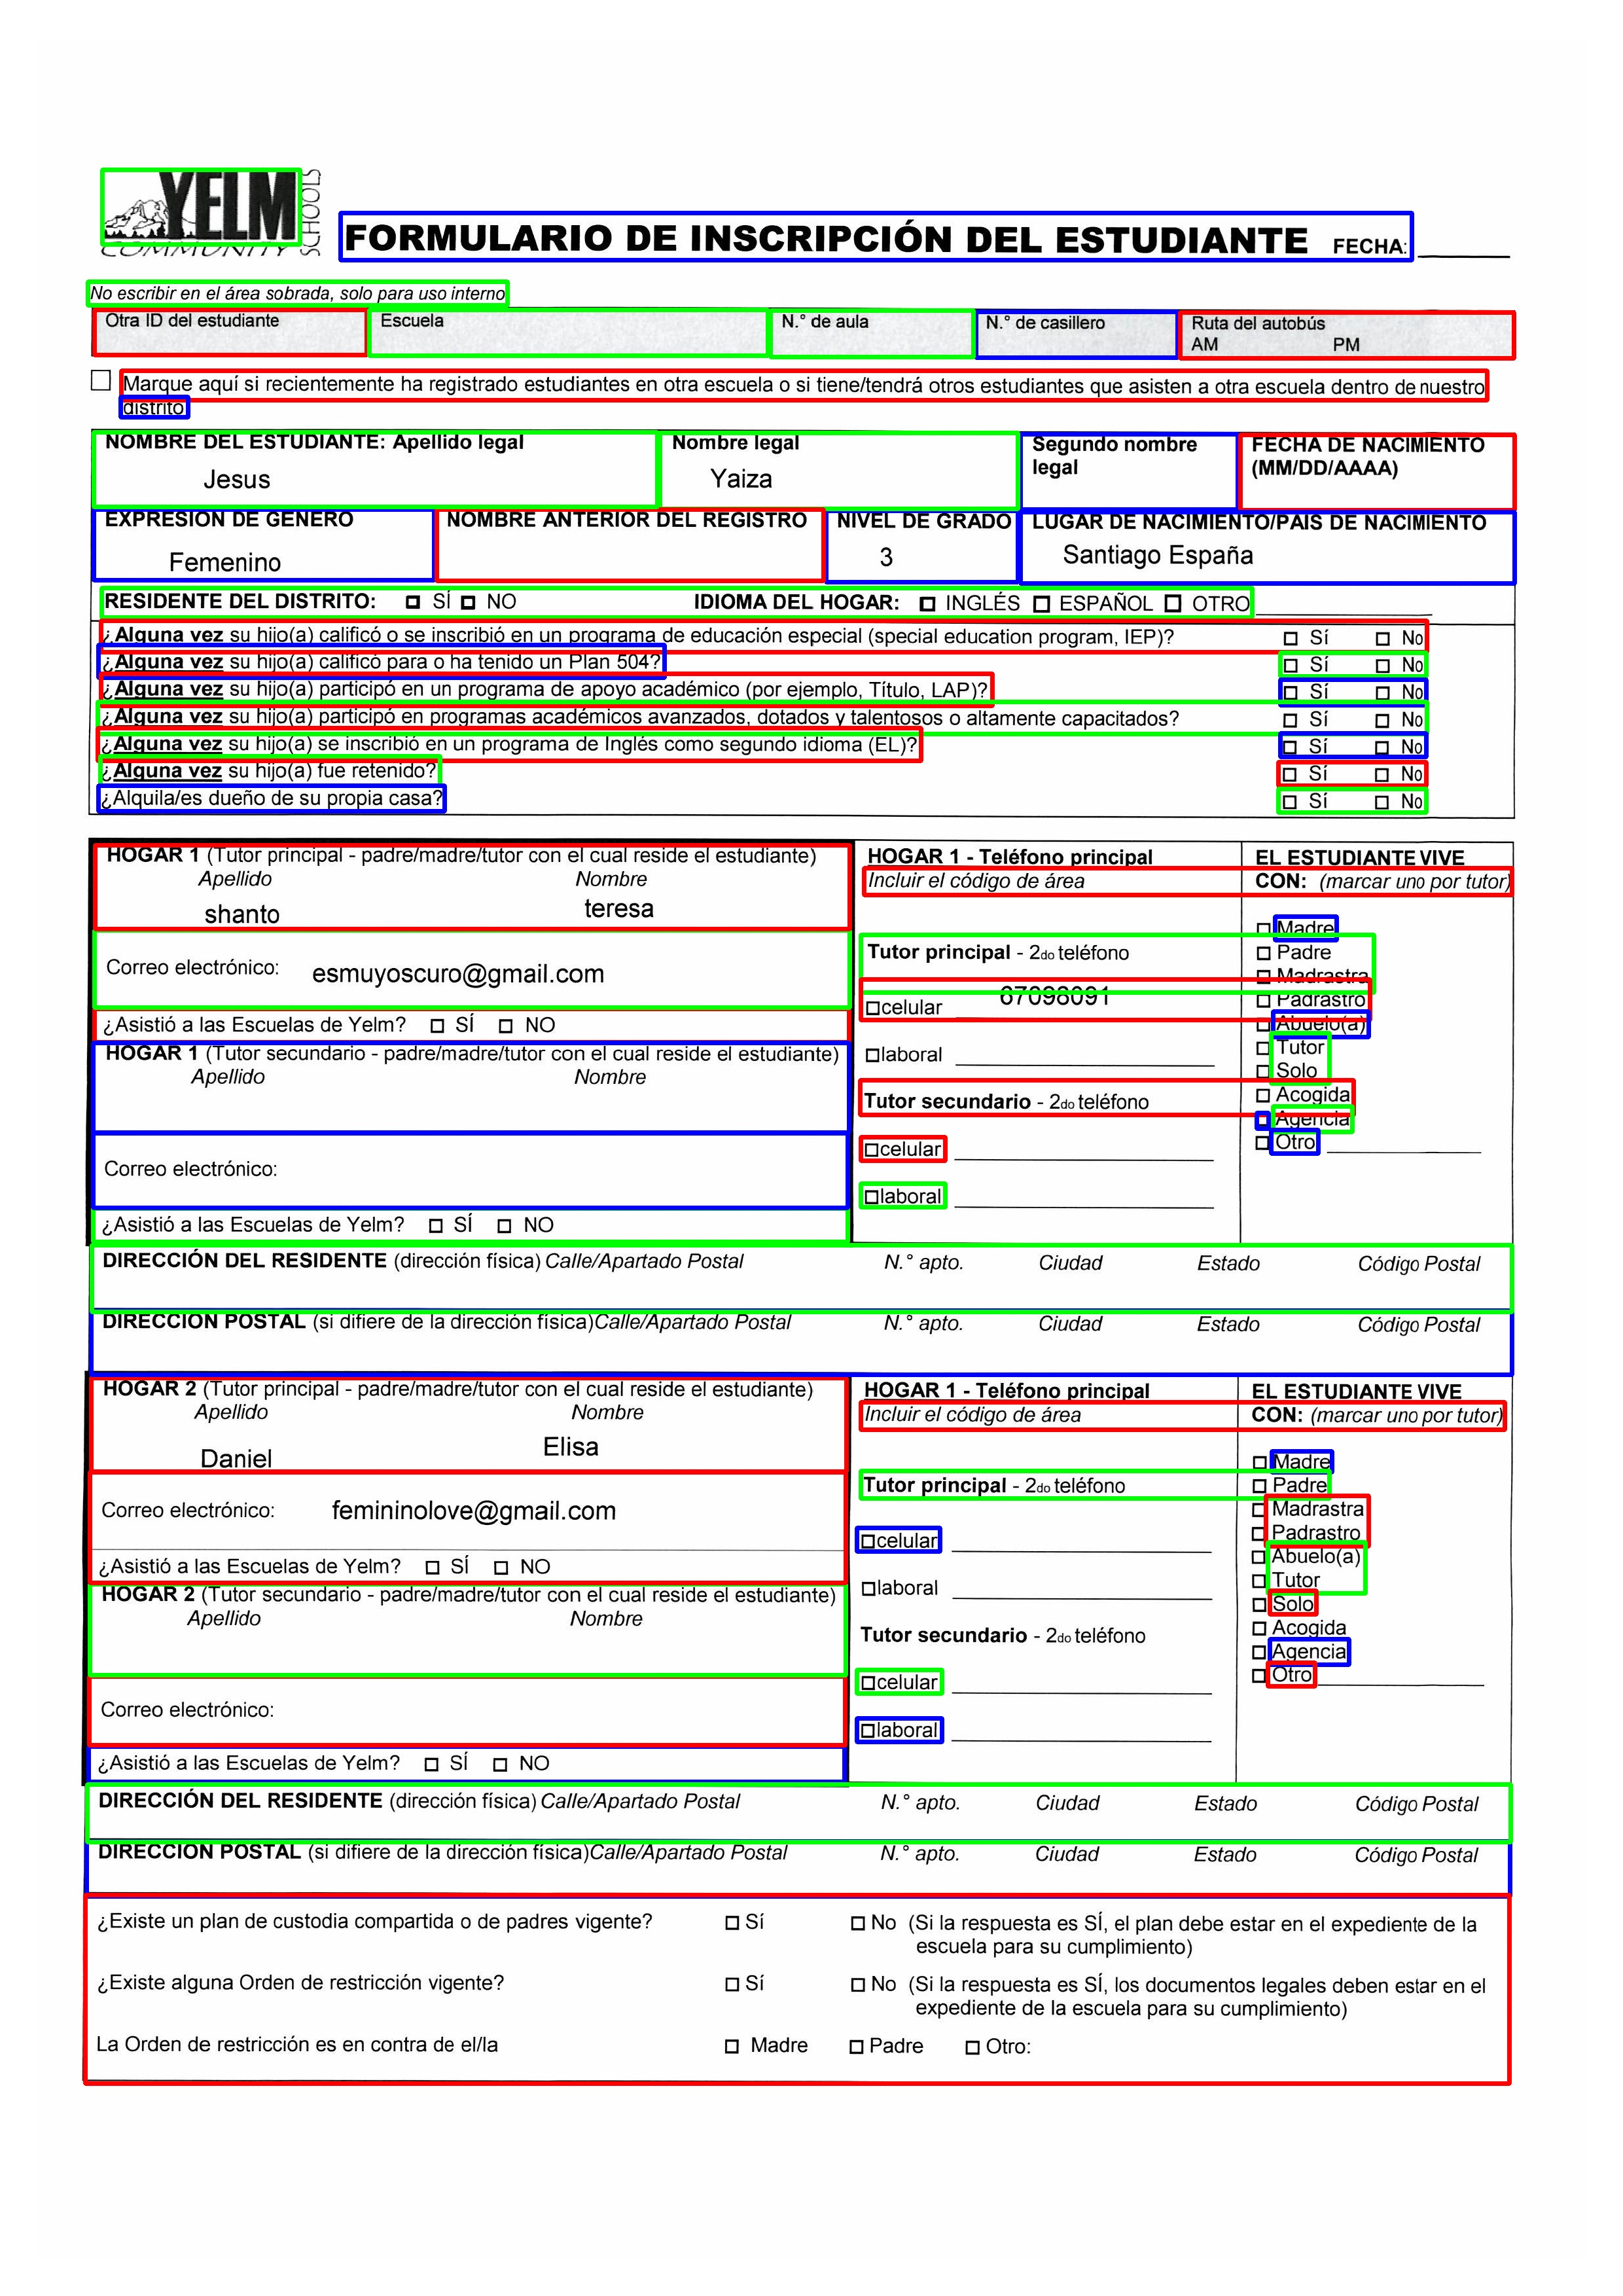 YELM
COMMUNITY
SCHOOLS
FORMULARIO DE INSCRIPCIÓN DEL ESTUDIANTE FECHA:
No escribir en el área sobrada, solo para uso interno
Otra ID del estudiante Escuela N.° de aula N.° de casillero Ruta del autobús
AM PM
Marque aquí si recientemente ha registrado estudiantes en otra escuela o si tiene/tendrá otros estudiantes que asisten a otra escuela dentro de nuestro
distrito
NOMBRE DEL ESTUDIANTE: Apellido legal Nombre legal Segundo nombre legal FECHA DE NACIMIENTO (MM/DD/AAAA)
Jesus Yaiza
EXPRESIÓN DE GÉNERO NOMBRE ANTERIOR DEL REGISTRO NIVEL DE GRADO LUGAR DE NACIMIENTO/PAÍS DE NACIMIENTO
Femenino 3 Santiago España
RESIDENTE DEL DISTRITO: SÍ NO IDIOMA DEL HOGAR: INGLÉS ESPAÑOL OTRO
¿Alguna vez su hijo(a) calificó o se inscribió en un programa de educación especial (special education program, IEP)? Sí No
¿Alguna vez su hijo(a) calificó para o ha tenido un Plan 504? Sí No
¿Alguna vez su hijo(a) participó en un programa de apoyo académico (por ejemplo, Título, LAP)? Sí No
¿Alguna vez su hijo(a) participó en programas académicos avanzados, dotados y talentosos o altamente capacitados? Sí No
¿Alguna vez su hijo(a) se inscribió en un programa de Inglés como segundo idioma (EL)? Sí No
¿Alguna vez su hijo(a) fue retenido? Sí No
¿Alquila/es dueño de su propia casa? Sí No
HOGAR 1 (Tutor principal - padre/madre/tutor con el cual reside el estudiante)
Apellido Nombre
shanto teresa
Correo electrónico: esmuyoscuro@gmail.com
¿Asistió a las Escuelas de Yelm? SÍ NO
HOGAR 1 (Tutor secundario - padre/madre/tutor con el cual reside el estudiante)
Apellido Nombre
Correo electrónico:
¿Asistió a las Escuelas de Yelm? SÍ NO
HOGAR 1 - Teléfono principal
Incluir el código de área
Tutor principal - 2do teléfono
celular 67098091
laboral
Tutor secundario - 2do teléfono
celular
laboral
EL ESTUDIANTE VIVE
CON: (marcar uno por tutor)
Madre
Padre
Madrastra
Padrastro
Abuelo(a)
Tutor
Solo
Acogida
Agencia
Otro
DIRECCIÓN DEL RESIDENTE (dirección física) Calle/Apartado Postal N.° apto. Ciudad Estado Código Postal
DIRECCIÓN POSTAL (si difiere de la dirección física)Calle/Apartado Postal N.° apto. Ciudad Estado Código Postal
HOGAR 2 (Tutor principal - padre/madre/tutor con el cual reside el estudiante)
Apellido Nombre
Daniel Elisa
Correo electrónico: femininolove@gmail.com
¿Asistió a las Escuelas de Yelm? SÍ NO
HOGAR 2 (Tutor secundario - padre/madre/tutor con el cual reside el estudiante)
Apellido Nombre
Correo electrónico:
¿Asistió a las Escuelas de Yelm? SÍ NO
HOGAR 1 - Teléfono principal
Incluir el código de área
Tutor principal - 2do teléfono
celular
laboral
Tutor secundario - 2do teléfono
celular
laboral
EL ESTUDIANTE VIVE
CON: (marcar uno por tutor)
Madre
Padre
Madrastra
Padrastro
Abuelo(a)
Tutor
Solo
Acogida
Agencia
Otro
DIRECCIÓN DEL RESIDENTE (dirección física) Calle/Apartado Postal N.° apto. Ciudad Estado Código Postal
DIRECCIÓN POSTAL (si difiere de la dirección física)Calle/Apartado Postal N.° apto. Ciudad Estado Código Postal
¿Existe un plan de custodia compartida o de padres vigente? Sí No (Si la respuesta es SÍ, el plan debe estar en el expediente de la
escuela para su cumplimiento)
¿Existe alguna Orden de restricción vigente? Sí No (Si la respuesta es SÍ, los documentos legales deben estar en el
expediente de la escuela para su cumplimiento)
La Orden de restricción es en contra de el/la Madre Padre Otro: